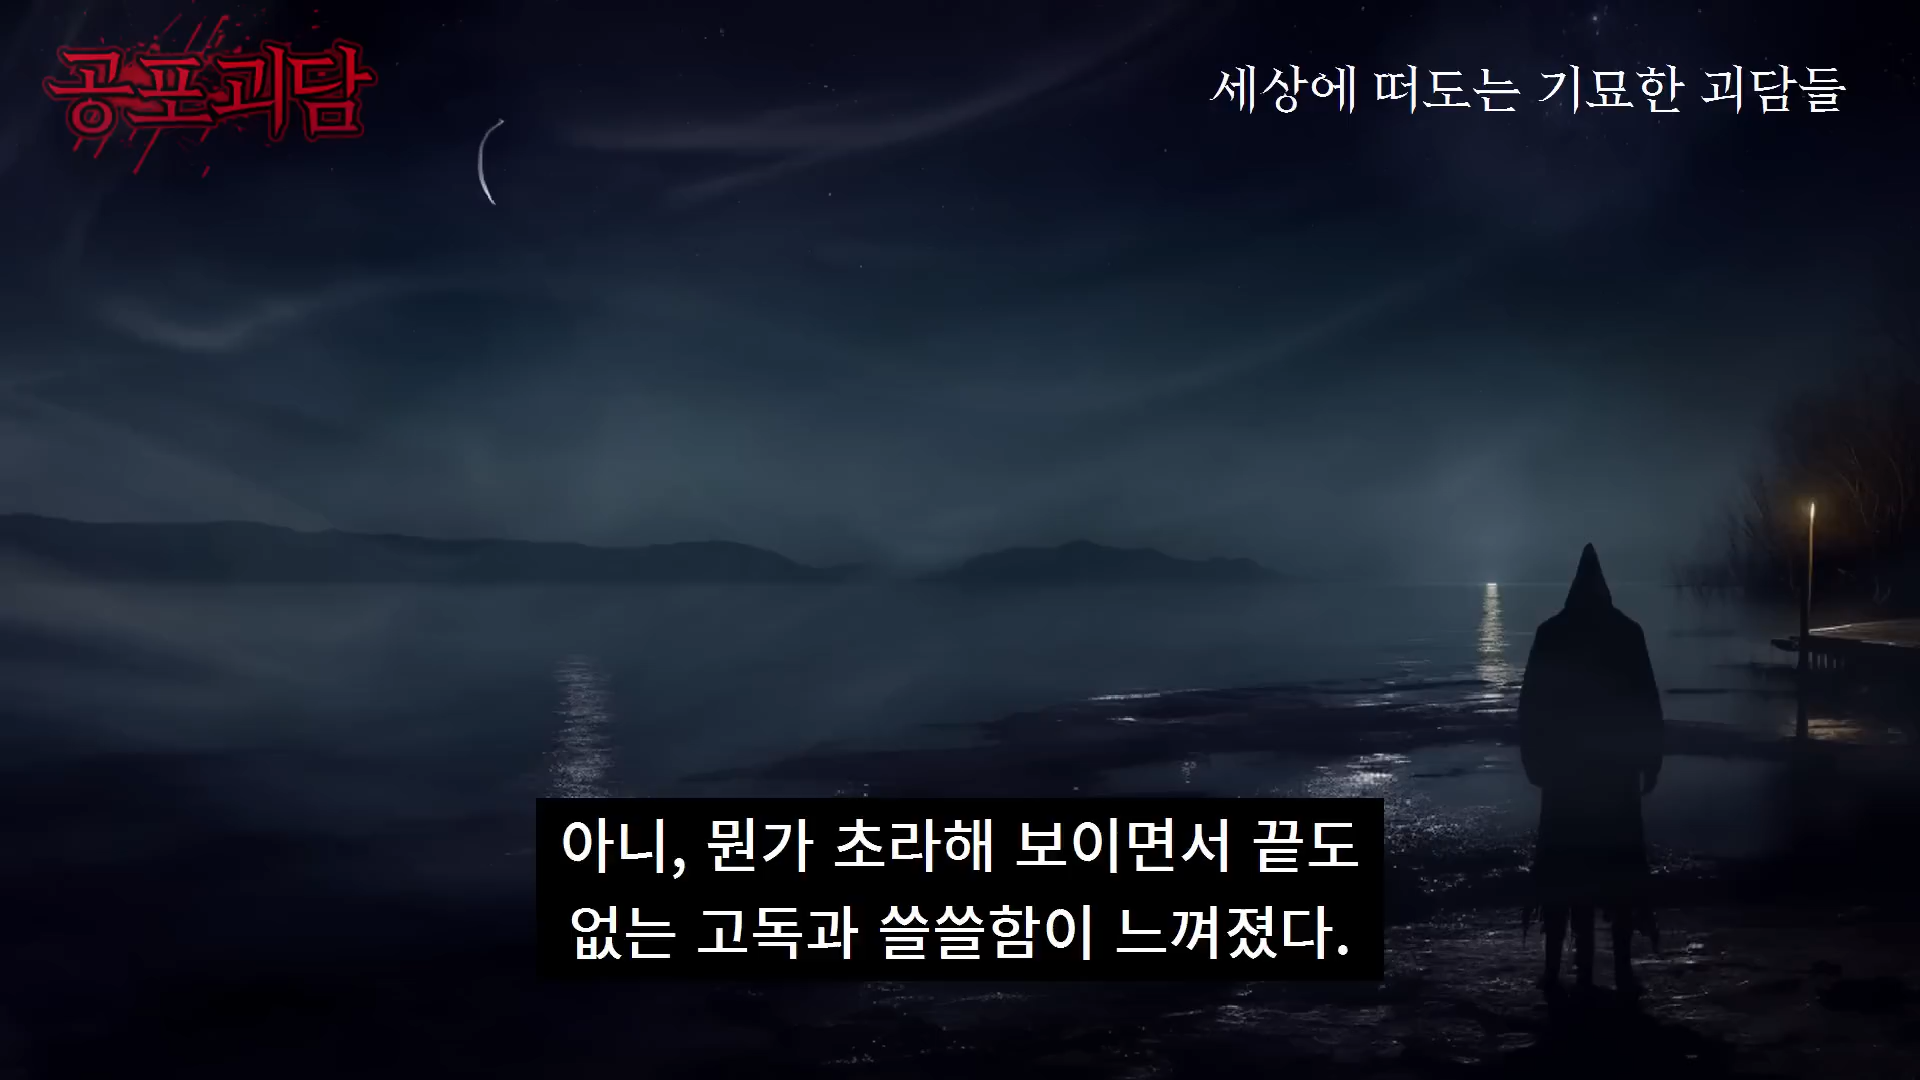 공포괴담
세상에 떠도는 기묘한 괴담들
아니, 뭔가 초라해 보이면서 끝도
없는 고독과 쓸쓸함이 느껴졌다.